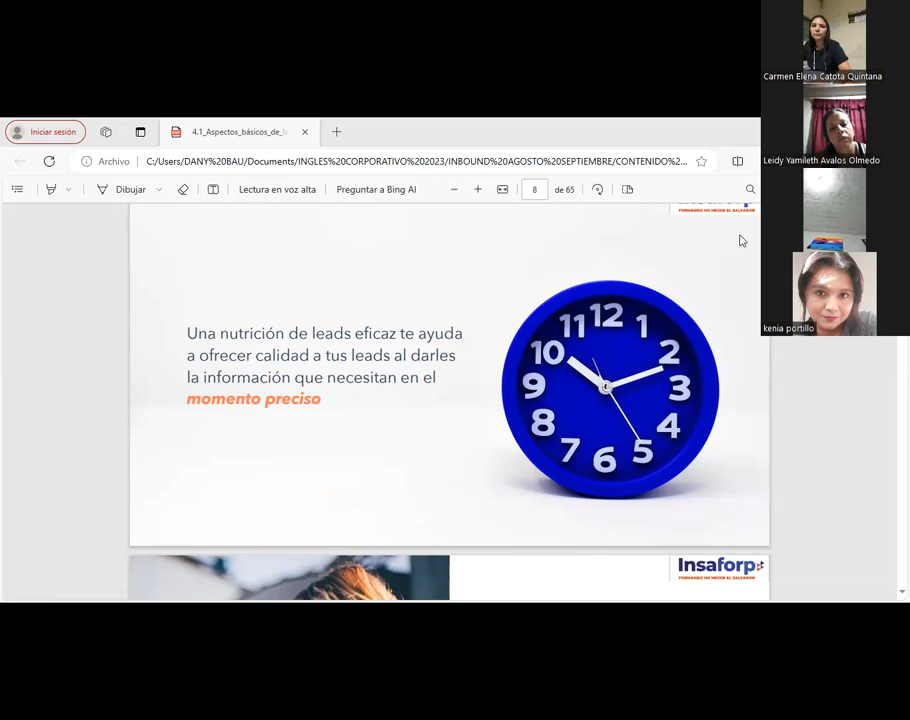 Carmen Elena Catota Quintana
Iniciar sesión
4.1_Aspectos_básicos_de_la
Archivo
C:/Users/DANY%20BAU/Documents/INGLES%20CORPORATIVO%202023/INBOUND%20AGOSTO%20SEPTIEMBRE/CONTENIDO%2...
Leidy Yamileth Avalos Olmedo
Dibujar
Lectura en voz alta
Preguntar a Bing AI
8
de 65
Insaforp
FORMANDO UN MEJOR EL SALVADOR
kenia portillo
Una nutrición de leads eficaz te ayuda
a ofrecer calidad a tus leads al darles
la información que necesitan en el
momento preciso
12
11
1
10
2
9
3
8
4
7
5
6
Insaforp
FORMANDO UN MEJOR EL SALVADOR